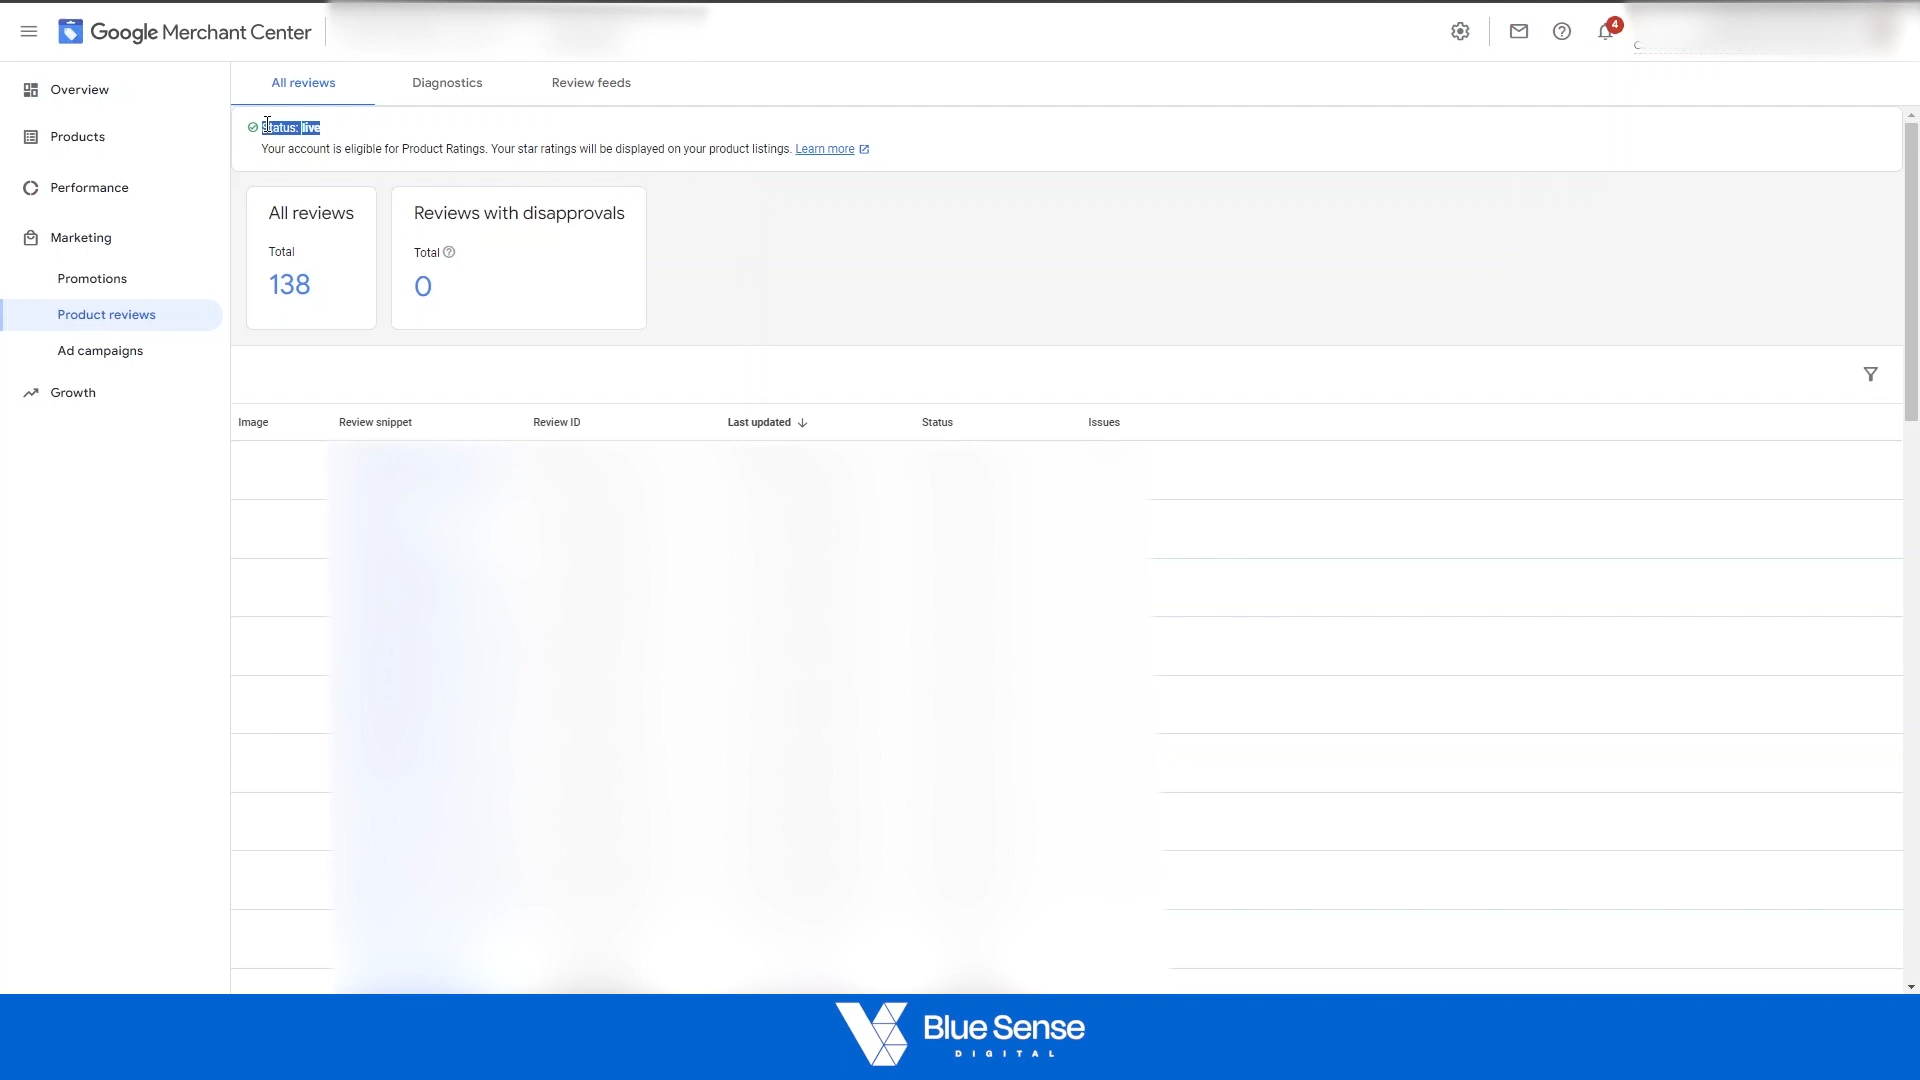 Google Merchant Center
4
Overview
Products
Performance
Marketing
Promotions
Product reviews
Ad campaigns
Growth
All reviews
Diagnostics
Review feeds
Status: live
Your account is eligible for Product Ratings. Your star ratings will be displayed on your product listings. Learn more
All reviews
Total
138
Reviews with disapprovals
Total
0
Image
Review snippet
Review ID
Last updated
Status
Issues
Blue Sense
DIGITAL